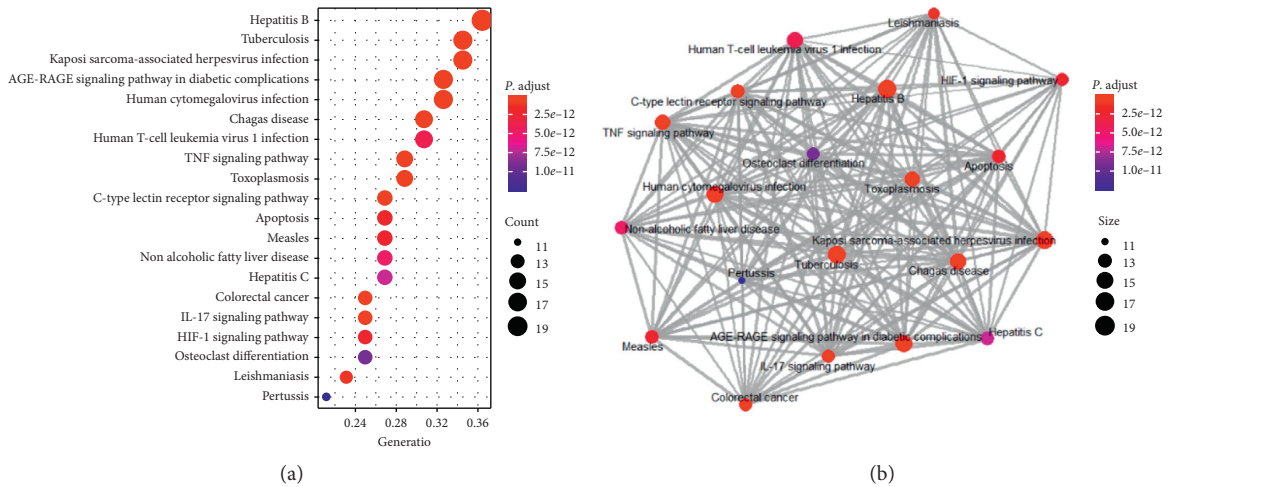 Hepatitis B
Tuberculosis
Kaposi sarcoma-associated herpesvirus infection
AGE-RAGE signaling pathway in diabetic complications
Human cytomegalovirus infection
Chagas disease
Human T-cell leukemia virus 1 infection
TNF signaling pathway
Toxoplasmosis
C-type lectin receptor signaling pathway
Apoptosis
Measles
Non alcoholic fatty liver disease
Hepatitis C
Colorectal cancer
IL-17 signaling pathway
HIF-1 signaling pathway
Osteoclast differentiation
Leishmaniasis
Pertussis
0.24 0.28 0.32 0.36
Generatio
P. adjust
2.5e−12
5.0e−12
7.5e−12
1.0e−11
Count
11
13
15
17
19
(a)
Leishmaniasis
Human T-cell leukemia virus 1 infection
HIF-1 signaling pathway
C-type lectin receptor signaling pathway
Hepatitis B
TNF signaling pathway
Osteoclast differentiation
Apoptosis
Human cytomegalovirus infection
Toxoplasmosis
Non-alcoholic fatty liver disease
Kaposi sarcoma-associated herpesvirus infection
Tuberculosis
Chagas disease
Pertussis
AGE-RAGE signaling pathway in diabetic complications
Hepatitis C
Measles
IL-17 signaling pathway
Colorectal cancer
P. adjust
2.5e−12
5.0e−12
7.5e−12
1.0e−11
Size
11
13
15
17
19
(b)